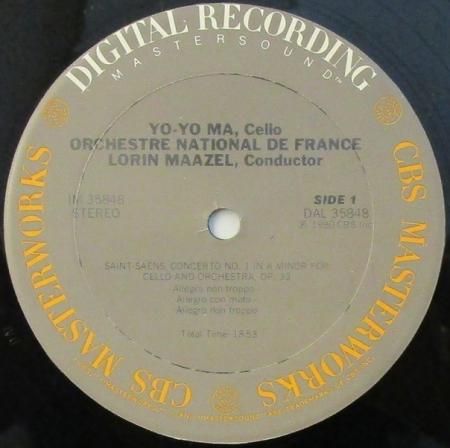 DIGITAL RECORDING
MASTERSOUND™
YO-YO MA, Cello
ORCHESTRE NATIONAL DE FRANCE
LORIN MAAZEL, Conductor
IM 35848
STEREO
SIDE 1
DAL 35848
℗ 1980 CBS Inc.
SAINT-SAËNS: CONCERTO NO. 1 IN A MINOR FOR
CELLO AND ORCHESTRA, OP. 33
Allegro non troppo
Allegro con moto
Allegro non troppo
Total Time: 18:53
CBS MASTERWORKS
CBS MASTERWORKS